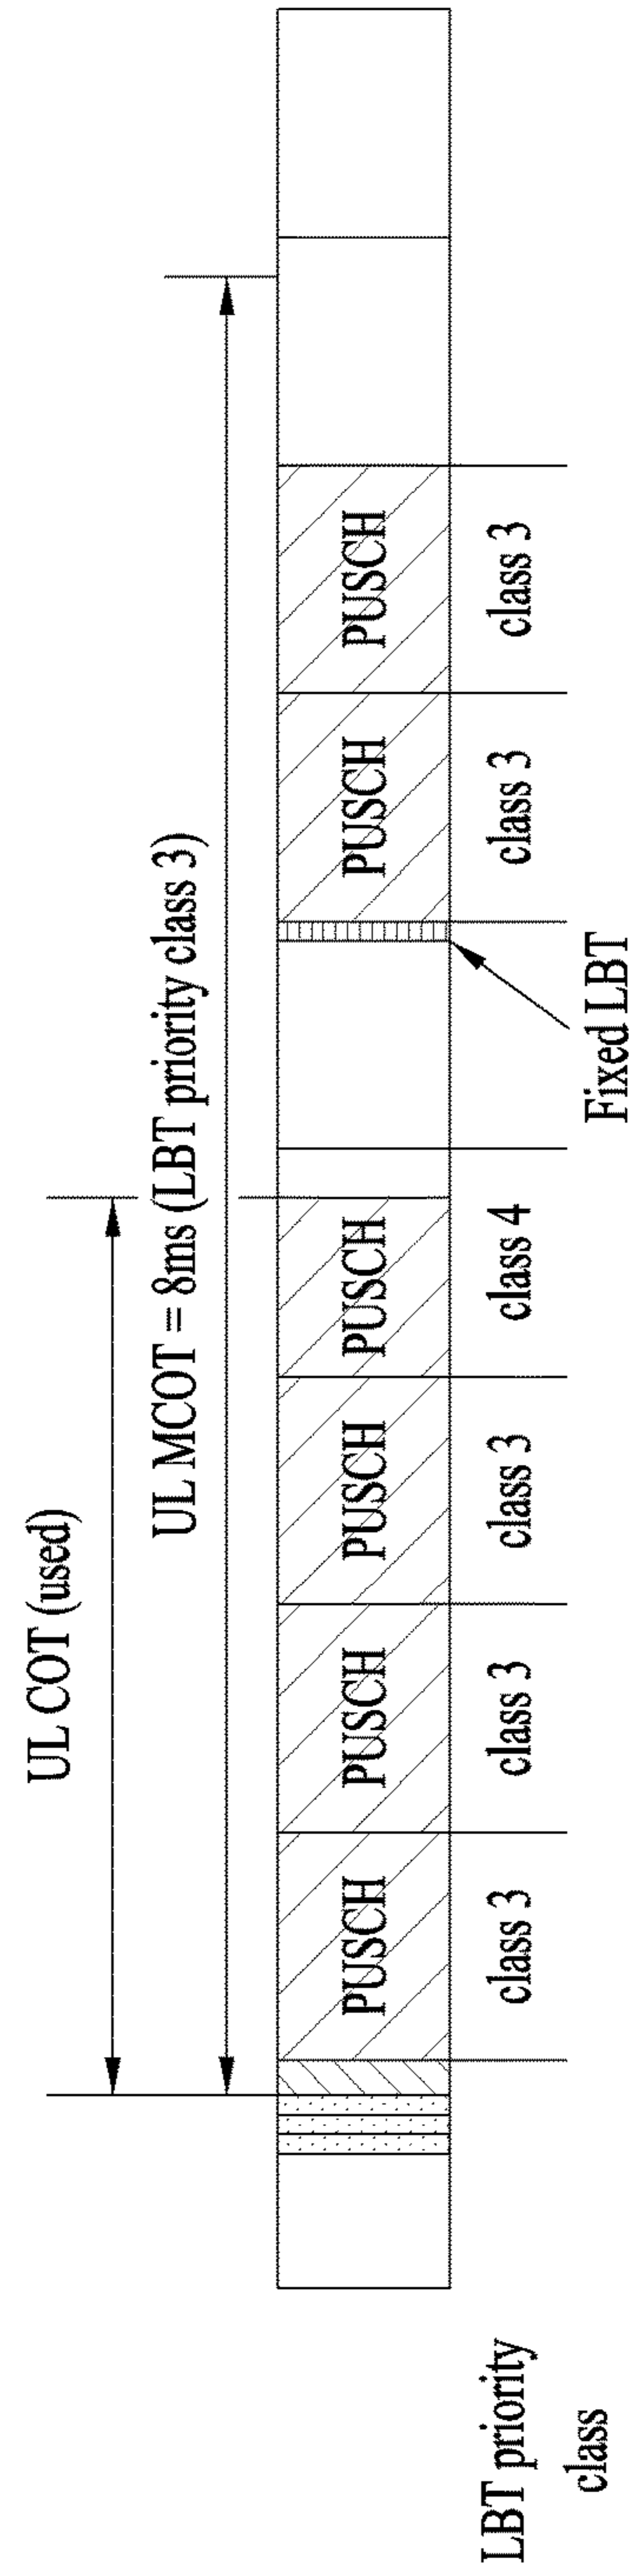 UL COT (used)
UL MCOT = 8ms (LBT priority class 3)
PUSCH
PUSCH
PUSCH
PUSCH
PUSCH
PUSCH
LBT priority
class
class 3
class 3
class 3
class 4
class 3
class 3
Fixed LBT